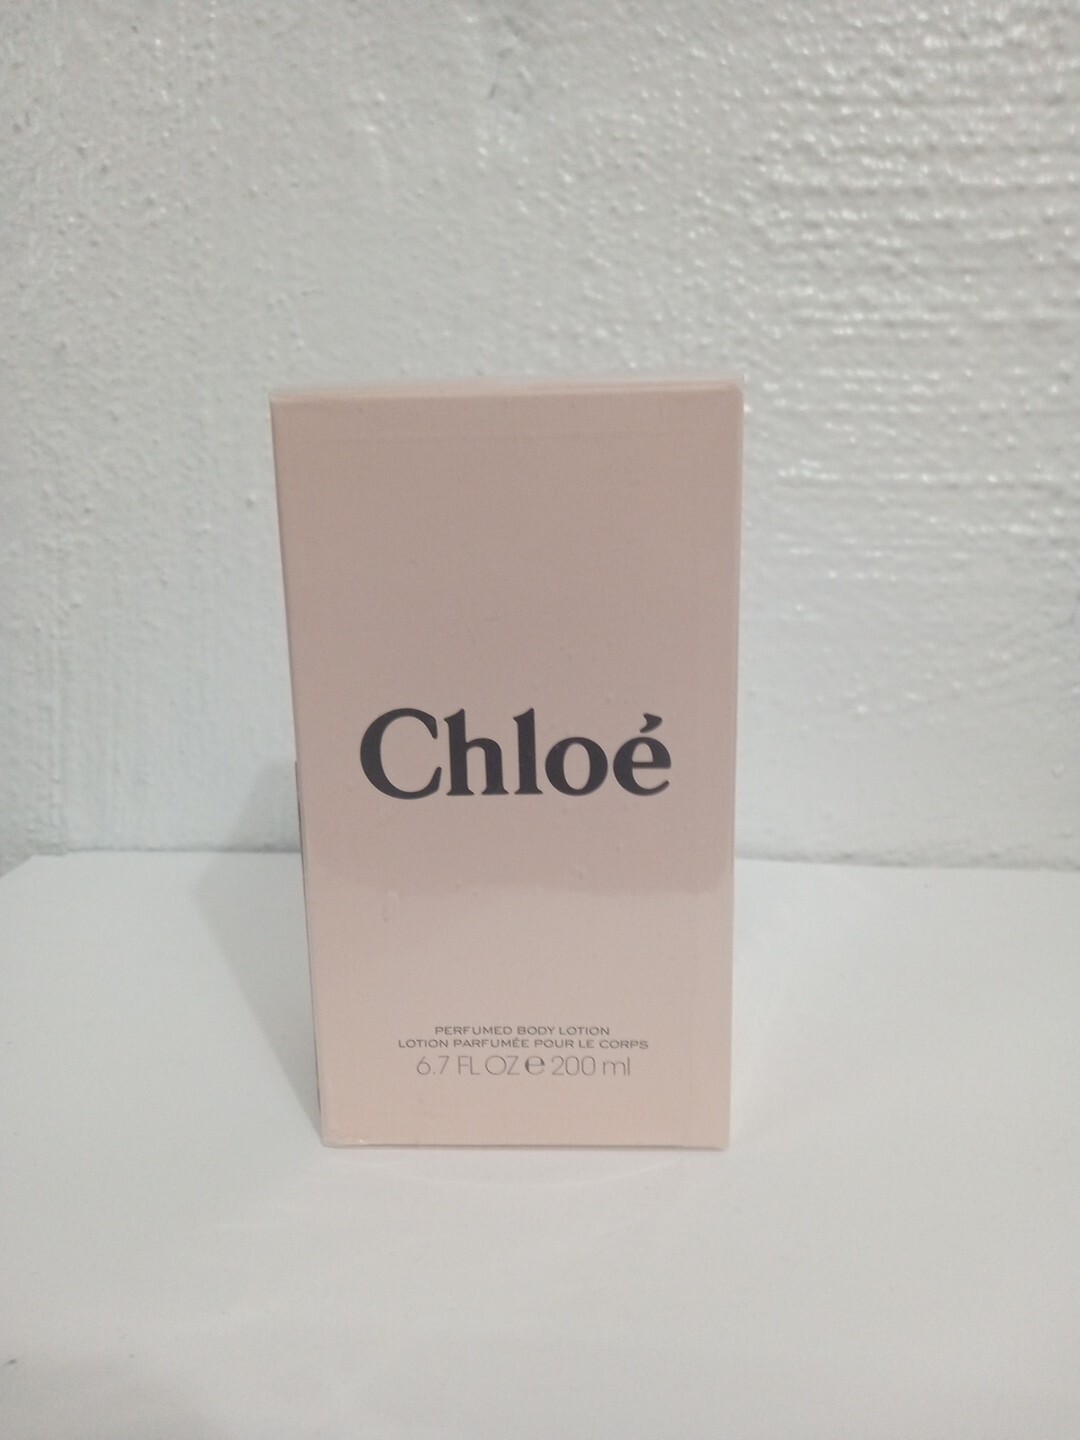 Chloé
PERFUMED BODY LOTION
LOTION PARFUMÉE POUR LE CORPS
6.7 FL OZ ℮ 200 ml